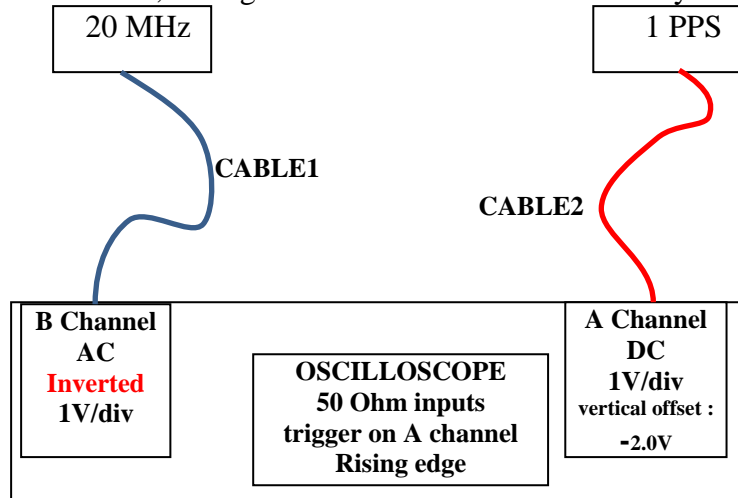 20 MHz
1 PPS
CABLE1
CABLE2
B Channel
AC
Inverted
1V/div
OSCILLOSCOPE
50 Ohm inputs
trigger on A channel
Rising edge
A Channel
DC
1V/div
vertical offset :
-2.0V